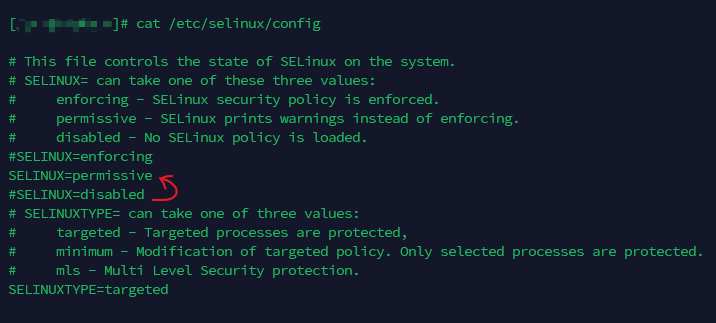 []# cat /etc/selinux/config
# This file controls the state of SELinux on the system.
# SELINUX= can take one of these three values:
#     enforcing – SELinux security policy is enforced.
#     permissive – SELinux prints warnings instead of enforcing.
#     disabled – No SELinux policy is loaded.
#SELINUX=enforcing
SELINUX=permissive
#SELINUX=disabled
# SELINUXTYPE= can take one of three values:
#     targeted – Targeted processes are protected,
#     minimum – Modification of targeted policy. Only selected processes are protected.
#     mls – Multi Level Security protection.
SELINUXTYPE=targeted